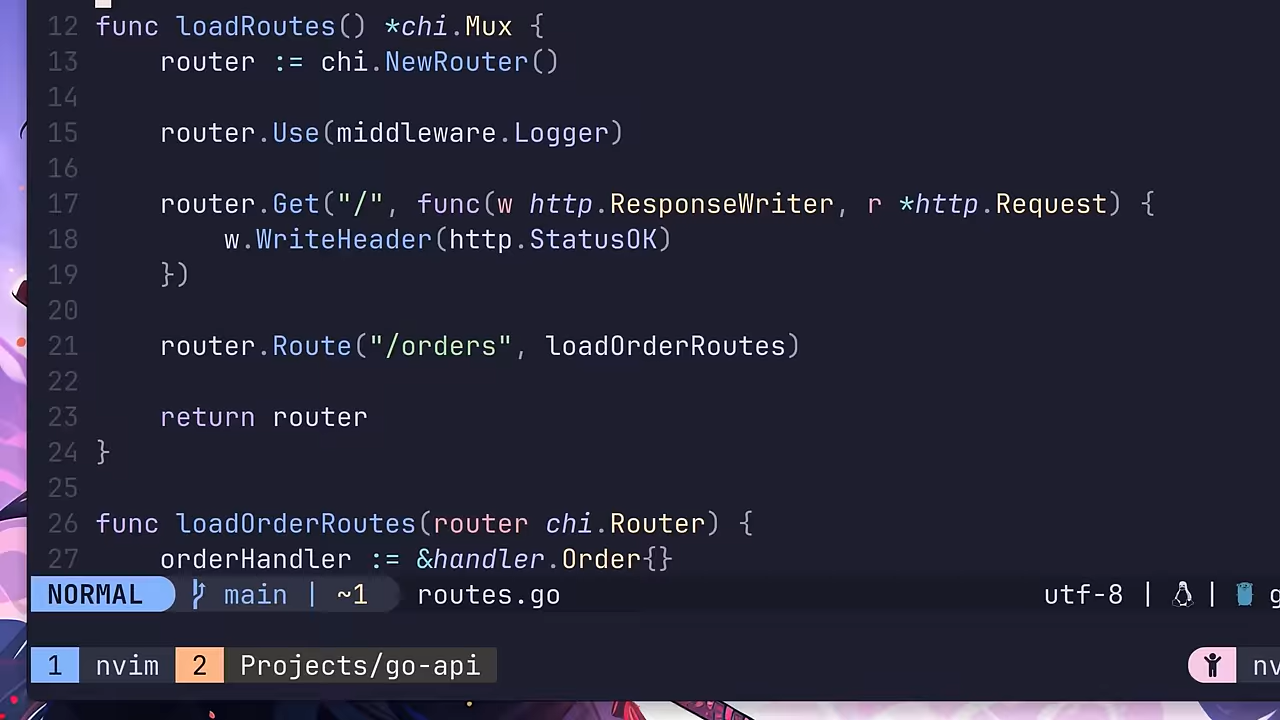 12 func loadRoutes() *chi.Mux {
13     router := chi.NewRouter()
14
15     router.Use(middleware.Logger)
16
17     router.Get("/", func(w http.ResponseWriter, r *http.Request) {
18         w.WriteHeader(http.StatusOK)
19     })
20
21     router.Route("/orders", loadOrderRoutes)
22
23     return router
24 }
25
26 func loadOrderRoutes(router chi.Router) {
27     orderHandler := &handler.Order{}
NORMAL main | ~1 routes.go utf-8 | | g
1 nvim 2 Projects/go-api nv